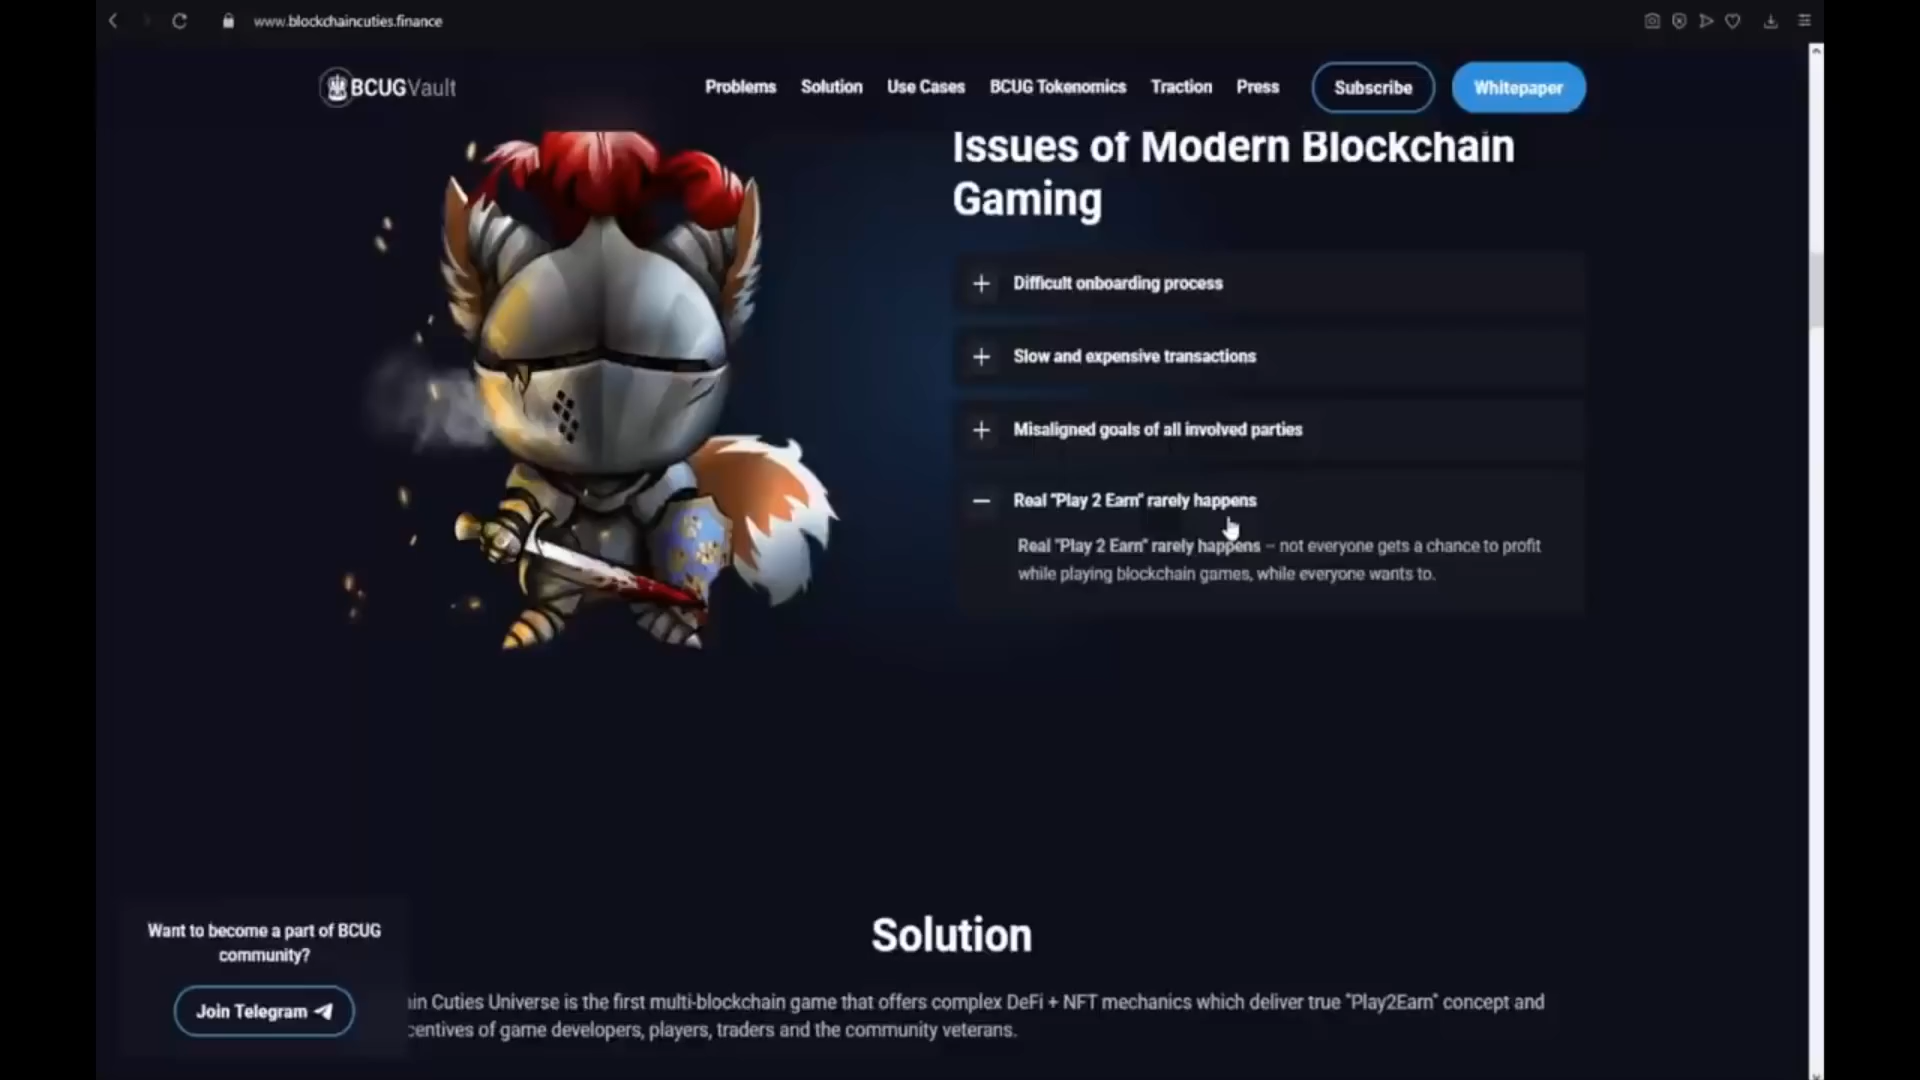 www.blockchaincuties.finance
BCUGVault
Problems
Solution
Use Cases
BCUG Tokenomics
Traction
Press
Subscribe
Whitepaper
Issues of Modern Blockchain
Gaming
Difficult onboarding process
Slow and expensive transactions
Misaligned goals of all involved parties
Real "Play 2 Earn" rarely happens
Real "Play 2 Earn" rarely happens – not everyone gets a chance to profit
while playing blockchain games, while everyone wants to.
Solution
in Cuties Universe is the first multi-blockchain game that offers complex DeFi + NFT mechanics which deliver true "Play2Earn" concept and
centives of game developers, players, traders and the community veterans.
Want to become a part of BCUG
community?
Join Telegram